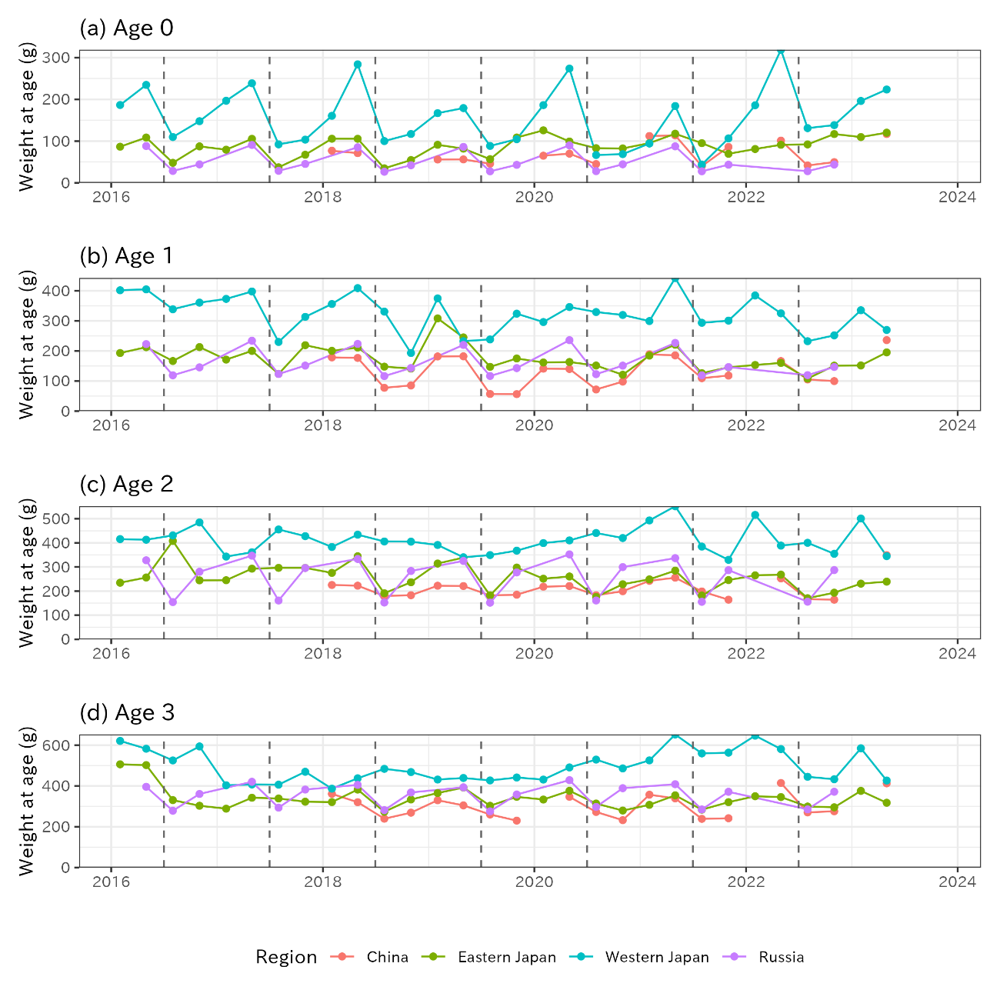 (a) Age 0
Weight at age (g)
300
200
100
0
2016 2018 2020 2022 2024
(b) Age 1
Weight at age (g)
400
300
200
100
0
2016 2018 2020 2022 2024
(c) Age 2
Weight at age (g)
500
400
300
200
100
0
2016 2018 2020 2022 2024
(d) Age 3
Weight at age (g)
600
400
200
0
2016 2018 2020 2022 2024
Region China Eastern Japan Western Japan Russia